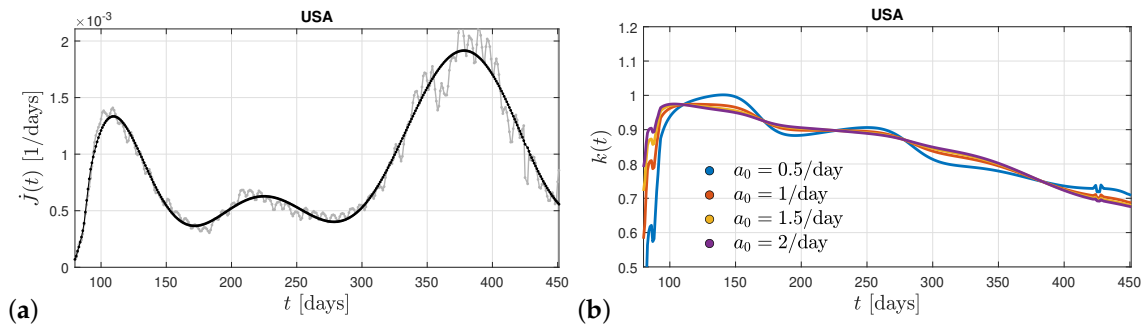 USA
×10⁻³
2
1.5
1
0.5
0
J̇(t) [1/days]
100 150 200 250 300 350 400 450
t [days]
(a)
USA
1.2
1.1
1
0.9
0.8
0.7
0.6
0.5
k(t)
a₀ = 0.5/day
a₀ = 1/day
a₀ = 1.5/day
a₀ = 2/day
100 150 200 250 300 350 400 450
t [days]
(b)